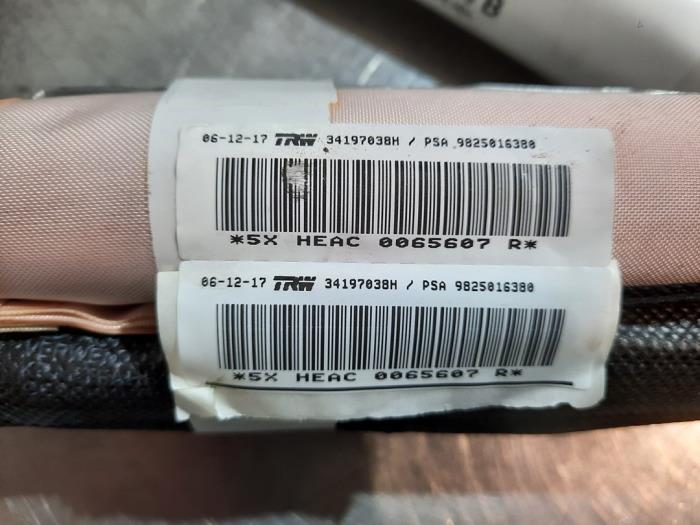 06-12-17 TRW 34197038H / PSA 9825016380
*5X HEAC 0065607 R*
06-12-17 TRW 34197038H / PSA 9825016380
*5X HEAC 0065607 R*